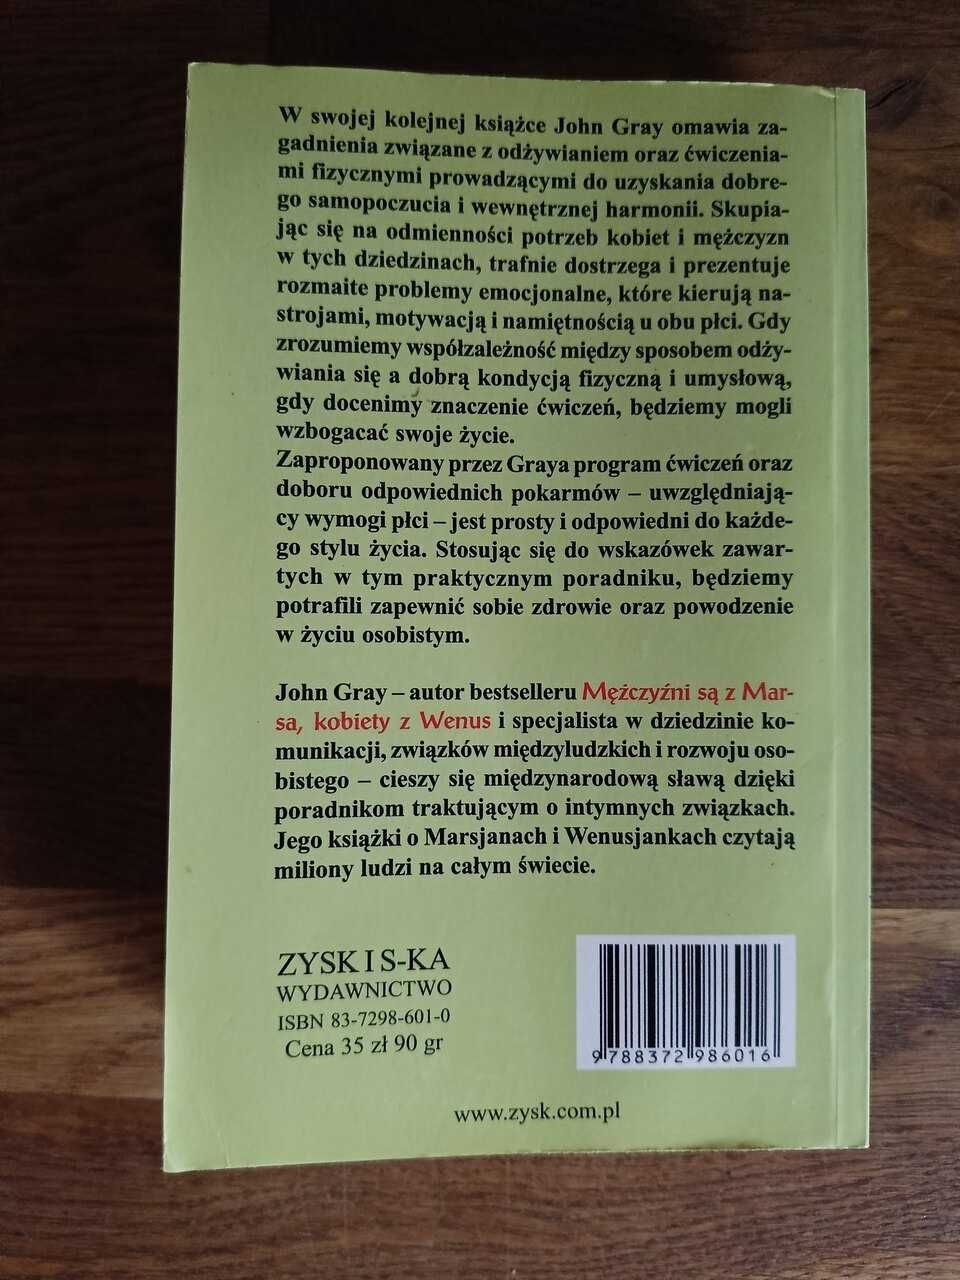 W swojej kolejnej książce John Gray omawia za-
gadnienia związane z odżywianiem oraz ćwiczenia-
mi fizycznymi prowadzącymi do uzyskania dobre-
go samopoczucia i wewnętrznej harmonii. Skupia-
jąc się na odmienności potrzeb kobiet i mężczyzn
w tych dziedzinach, trafnie dostrzega i prezentuje
rozmaite problemy emocjonalne, które kierują na-
strojami, motywacją i namiętnością u obu płci. Gdy
zrozumiemy współzależność między sposobem odży-
wiania się a dobrą kondycją fizyczną i umysłową,
gdy docenimy znaczenie ćwiczeń, będziemy mogli
wzbogacać swoje życie.
Zaproponowany przez Graya program ćwiczeń oraz
doboru odpowiednich pokarmów – uwzględniają-
cy wymogi płci – jest prosty i odpowiedni do każde-
go stylu życia. Stosując się do wskazówek zawar-
tych w tym praktycznym poradniku, będziemy
potrafili zapewnić sobie zdrowie oraz powodzenie
w życiu osobistym.
John Gray – autor bestselleru Mężczyźni są z Mar-
sa, kobiety z Wenus i specjalista w dziedzinie ko-
munikacji, związków międzyludzkich i rozwoju oso-
bistego – cieszy się międzynarodową sławą dzięki
poradnikom traktującym o intymnych związkach.
Jego książki o Marsjanach i Wenusjankach czytają
miliony ludzi na całym świecie.
ZYSK I S-KA
WYDAWNICTWO
ISBN 83-7298-601-0
Cena 35 zł 90 gr
9 788372 986016
www.zysk.com.pl